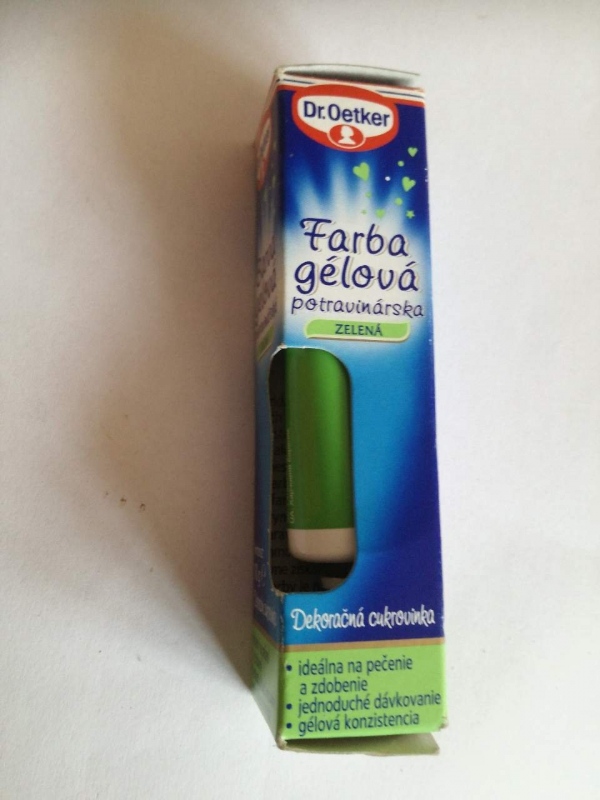 Dr.Oetker
Farba
gélová
potravinárska
ZELENÁ
Dekoračná cukrovinka
• ideálna na pečenie
a zdobenie
• jednoduché dávkovanie
• gélová konzistencia